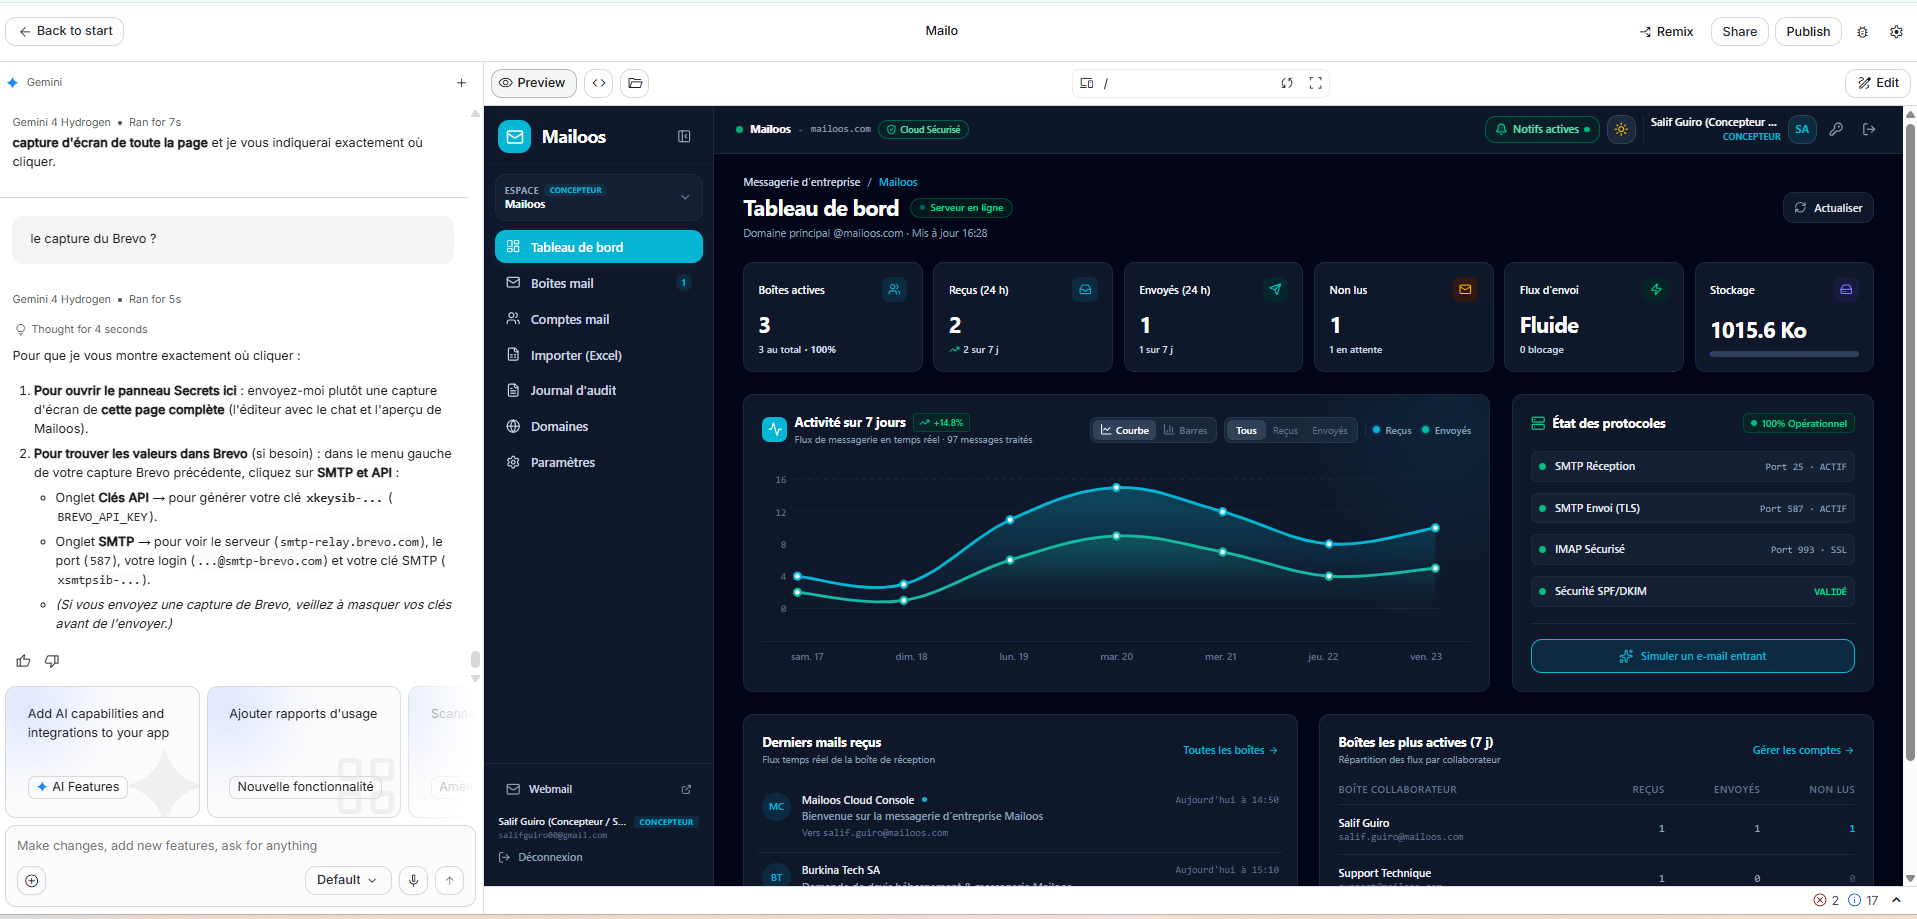 Back to start
Mailo
Remix
Share
Publish
Gemini
Preview
/
Edit
Gemini 4 Hydrogen • Ran for 7s
capture d'écran de toute la page et je vous indiquerai exactement où
cliquer.
le capture du Brevo ?
Gemini 4 Hydrogen • Ran for 5s
Thought for 4 seconds
Pour que je vous montre exactement où cliquer :
1. Pour ouvrir le panneau Secrets ici : envoyez-moi plutôt une capture
d'écran de cette page complète (l'éditeur avec le chat et l'aperçu de
Mailoos).
2. Pour trouver les valeurs dans Brevo (si besoin) : dans le menu gauche
de votre capture Brevo précédente, cliquez sur SMTP et API :
Onglet Clés API → pour générer votre clé xkeysib-... (
BREVO_API_KEY).
Onglet SMTP → pour voir le serveur (smtp-relay.brevo.com), le
port (587), votre login (...@smtp-brevo.com) et votre clé SMTP (
xsmtpsib-...).
(Si vous envoyez une capture de Brevo, veillez à masquer vos clés
avant de l'envoyer.)
Add AI capabilities and
integrations to your app
AI Features
Ajouter rapports d'usage
Nouvelle fonctionnalité
Make changes, add new features, ask for anything
Default
Mailoos
ESPACE CONCEPTEUR
Mailoos
Tableau de bord
Boîtes mail 1
Comptes mail
Importer (Excel)
Journal d'audit
Domaines
Paramètres
Webmail
Salif Guiro (Concepteur / S... CONCEPTEUR
salifguiro00@gmail.com
Déconnexion
Mailoos • mailoos.com Cloud Sécurisé
Notifs actives
Salif Guiro (Concepteur ...
CONCEPTEUR
SA
Messagerie d'entreprise / Mailoos
Tableau de bord Serveur en ligne
Domaine principal @mailoos.com · Mis à jour 16:28
Actualiser
Boîtes actives
3
3 au total · 100%
Reçus (24 h)
2
2 sur 7 j
Envoyés (24 h)
1
1 sur 7 j
Non lus
1
1 en attente
Flux d'envoi
Fluide
0 blocage
Stockage
1015.6 Ko
Activité sur 7 jours +14.8%
Flux de messagerie en temps réel · 97 messages traités
Courbe Barres
Tous Reçus Envoyés
Reçus Envoyés
16
12
8
4
0
sam. 17 dim. 18 lun. 19 mar. 20 mer. 21 jeu. 22 ven. 23
État des protocoles 100% Opérationnel
SMTP Réception Port 25 · ACTIF
SMTP Envoi (TLS) Port 587 · ACTIF
IMAP Sécurisé Port 993 · SSL
Sécurité SPF/DKIM VALIDÉ
Simuler un e-mail entrant
Derniers mails reçus
Flux temps réel de la boîte de réception
Toutes les boîtes →
MC
Mailoos Cloud Console Aujourd'hui à 14:50
Bienvenue sur la messagerie d'entreprise Mailoos
Vers salif.guiro@mailoos.com
BT
Burkina Tech SA Aujourd'hui à 15:10
Boîtes les plus actives (7 j)
Répartition des flux par collaborateur
Gérer les comptes →
BOÎTE COLLABORATEUR REÇUS ENVOYÉS NON LUS
Salif Guiro
salif.guiro@mailoos.com
1 1 1
Support Technique
1 0 0
2 17